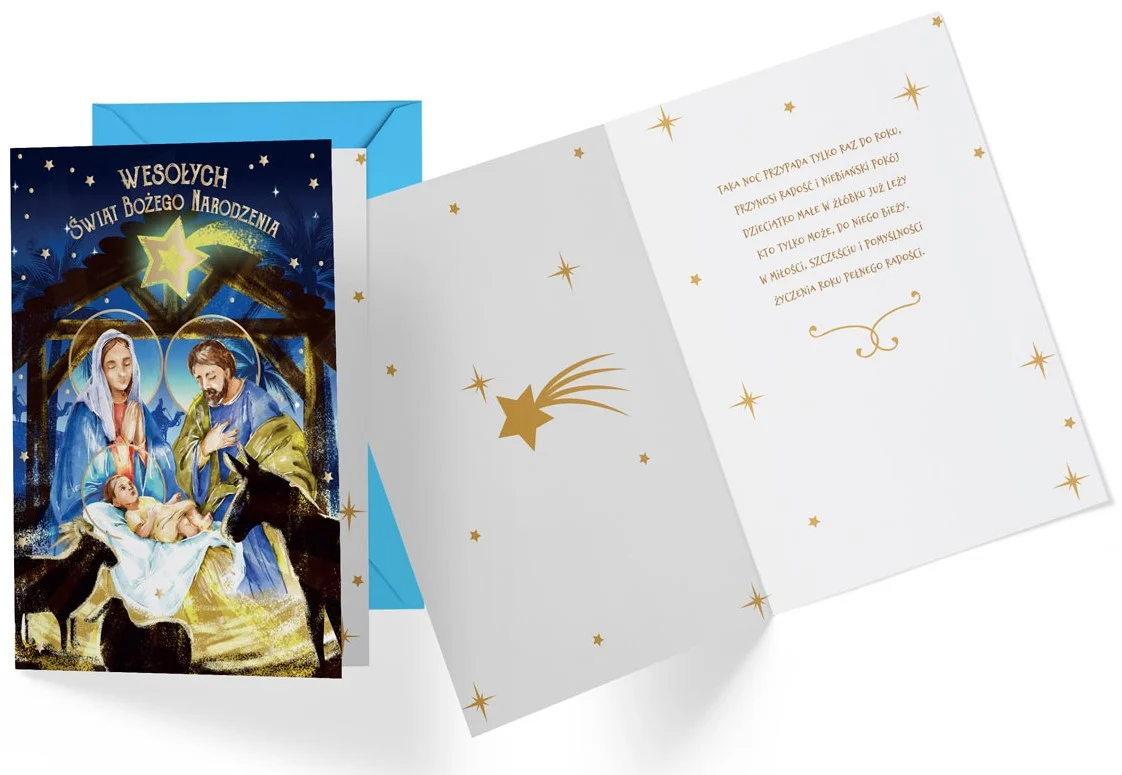 WESOŁYCH
ŚWIĄT BOŻEGO NARODZENIA
TAKA NOC PRZYPADA TYLKO RAZ DO ROKU,
PRZYNOSI RADOŚĆ I NIEBIAŃSKI POKÓJ
DZIECIĄTKO MAŁE W ŻŁÓBKU JUŻ LEŻY
KTO TYLKO MOŻE, DO NIEGO BIEŻY.
W MIŁOŚCI, SZCZĘŚCIU I POMYŚLNOŚCI
ŻYCZENIA ROKU PEŁNEGO RADOŚCI.